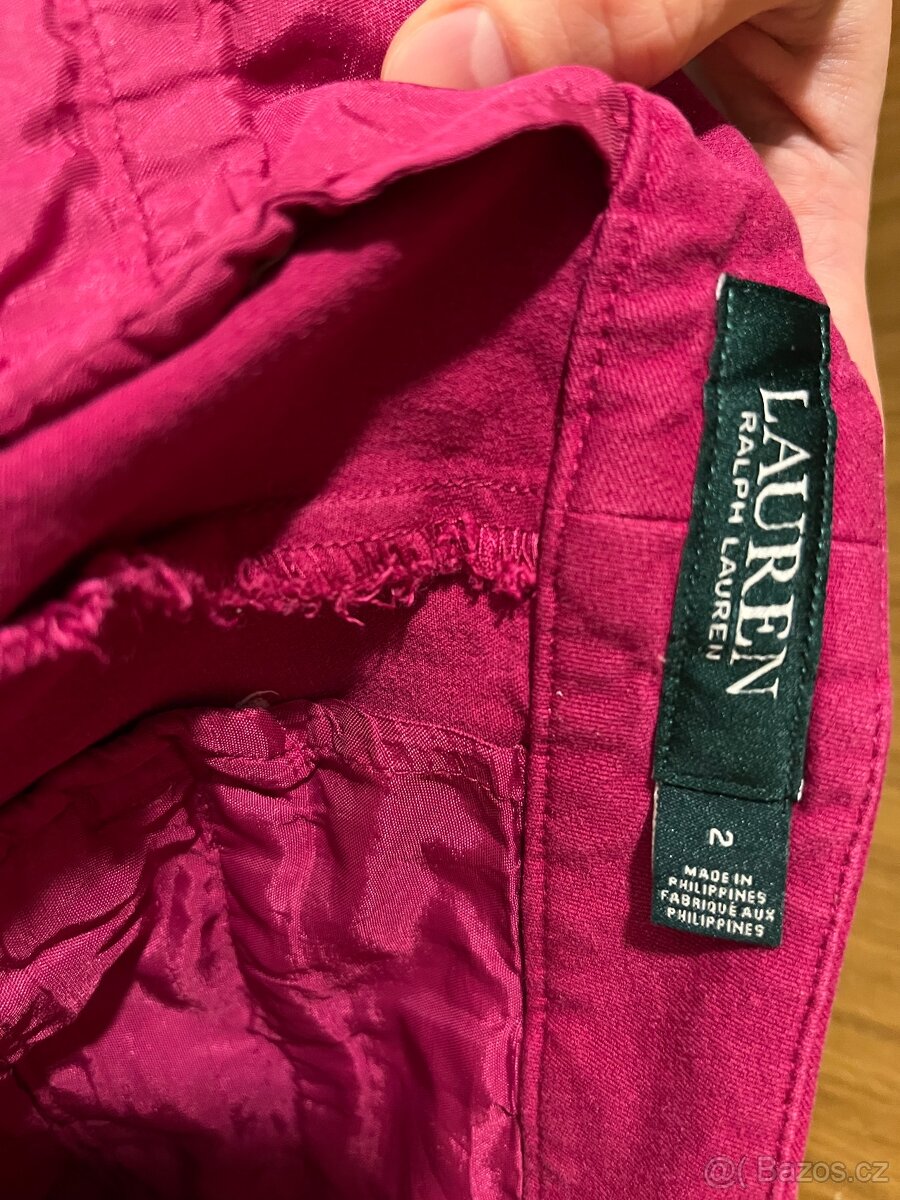 LAUREN
RALPH LAUREN
2
MADE IN
PHILIPPINES
FABRIQUÉ AUX
PHILIPPINES
@( Bazos.cz